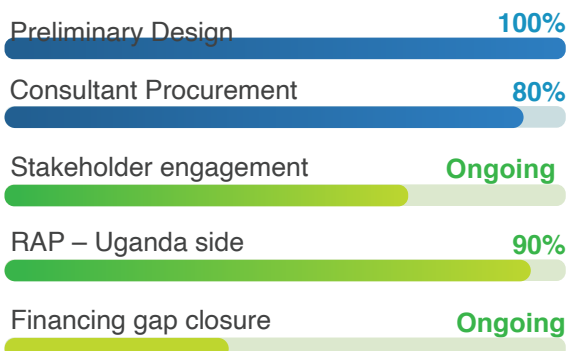 Preliminary Design 100%
Consultant Procurement 80%
Stakeholder engagement Ongoing
RAP – Uganda side 90%
Financing gap closure Ongoing